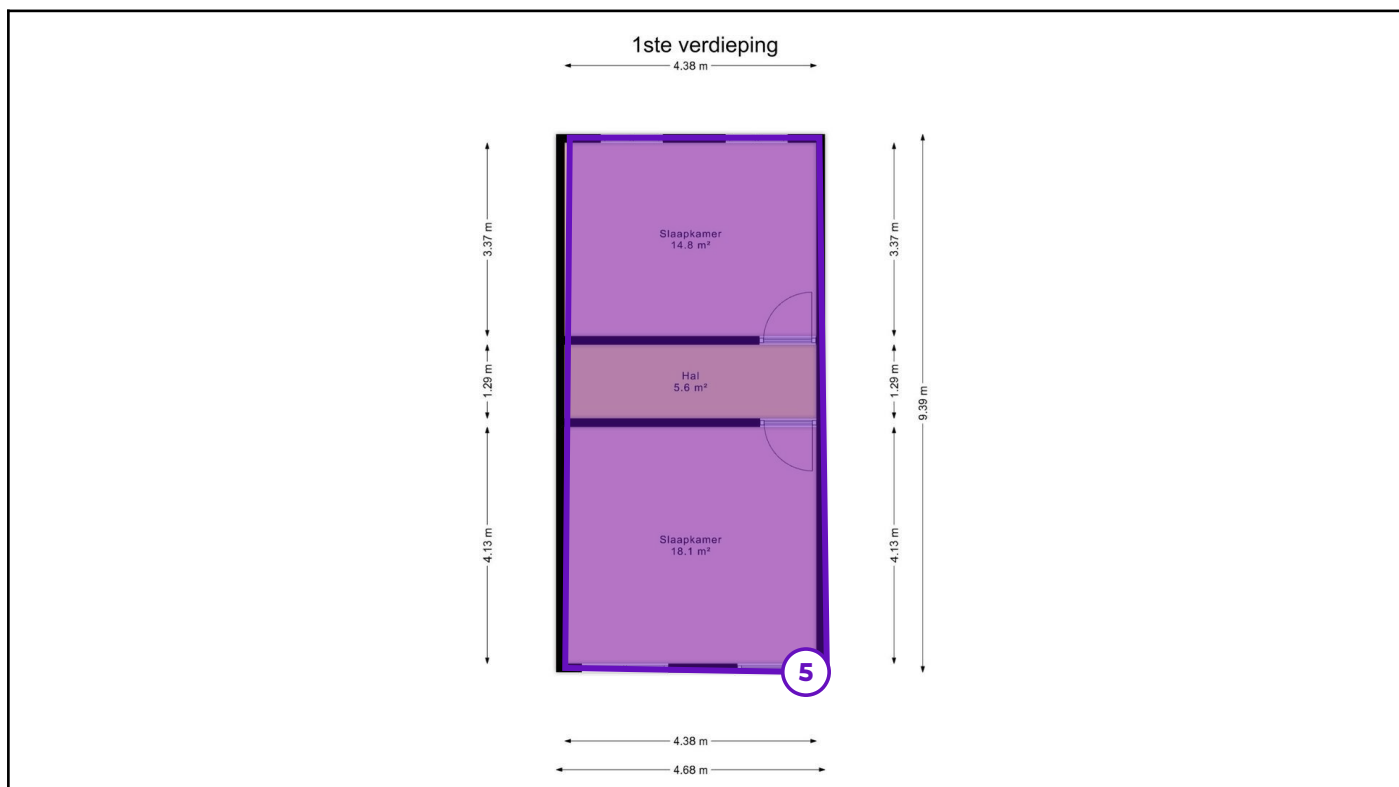 1ste verdieping
4.38 m
3.37 m
3.37 m
Slaapkamer
14.8 m²
1.29 m
1.29 m
Hal
5.6 m²
9.39 m
4.13 m
4.13 m
Slaapkamer
18.1 m²
5
4.38 m
4.68 m